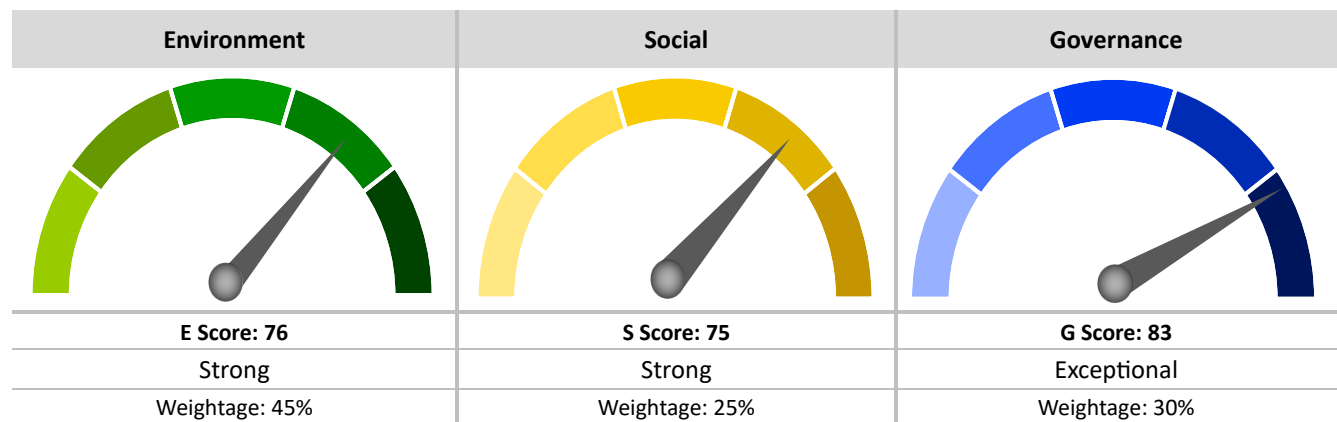 Environment
Social
Governance
E Score: 76
S Score: 75
G Score: 83
Strong
Strong
Exceptional
Weightage: 45%
Weightage: 25%
Weightage: 30%